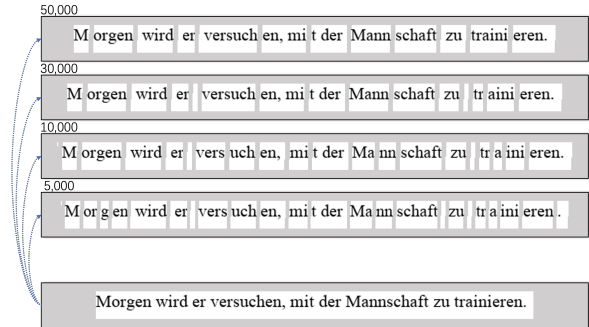 50,000
M orgen wird er versuch en, mi t der Mann schaft zu traini eren.
30,000
M orgen wird er versuch en, mi t der Mann schaft zu tr aini eren.
10,000
M orgen wird er vers uch en, mi t der Ma nn schaft zu tr a ini eren.
5,000
M or g en wird er vers uch en, mi t der Ma nn schaft zu tr a ini eren .
Morgen wird er versuchen, mit der Mannschaft zu trainieren.